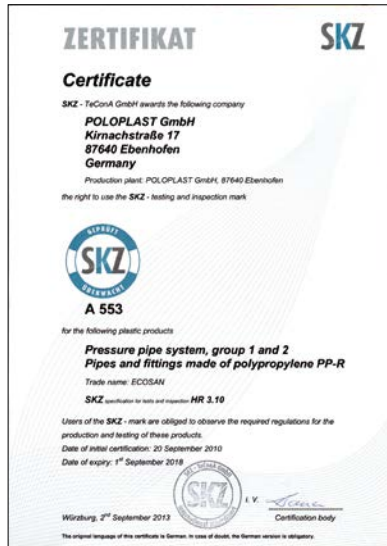 ZERTIFIKAT
SKZ
Certificate
SKZ - TeConA GmbH awards the following company
POLOPLAST GmbH
Kirnachstraße 17
87640 Ebenhofen
Germany
Production plant: POLOPLAST GmbH, 87640 Ebenhofen
the right to use the SKZ - testing and inspection mark
GEPRÜFT
SKZ
ÜBERWACHT
A 553
for the following plastic products
Pressure pipe system, group 1 and 2
Pipes and fittings made of polypropylene PP-R
Trade name: ECOSAN
SKZ specification for tests and inspection HR 3.10
Users of the SKZ - mark are obliged to observe the required regulations for the
production and testing of these products.
Date of initial certification: 20 September 2010
Date of expiry: 1st September 2018
SKZ - TeConA GmbH
SKZ
i. V.
Würzburg, 2nd September 2013
Certification body
The original language of this certificate is German. In case of doubt, the German version is obligatory.